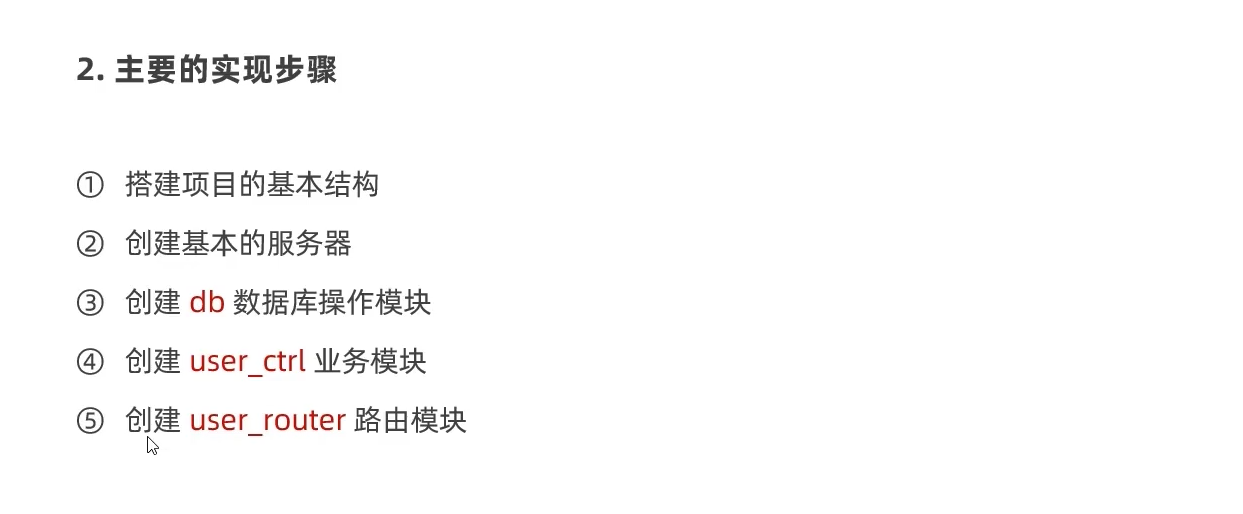 2. 主要的实现步骤
① 搭建项目的基本结构
② 创建基本的服务器
③ 创建 db 数据库操作模块
④ 创建 user_ctrl 业务模块
⑤ 创建 user_router 路由模块